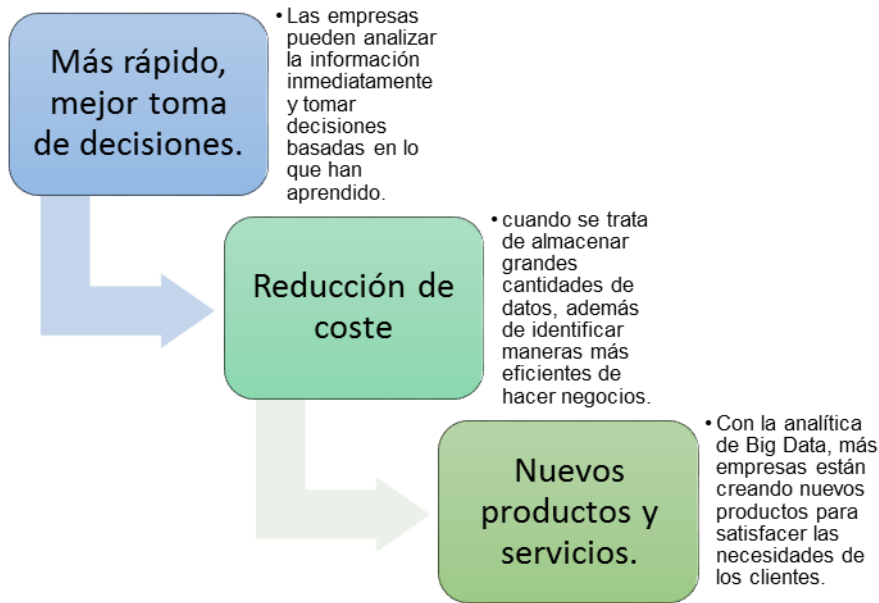 Más rápido,
mejor toma
de decisiones.
• Las empresas
pueden analizar
la información
inmediatamente
y tomar
decisiones
basadas en lo
que han
aprendido.
Reducción de
coste
• cuando se trata
de almacenar
grandes
cantidades de
datos, además
de identificar
maneras más
eficientes de
hacer negocios.
Nuevos
productos y
servicios.
• Con la analítica
de Big Data, más
empresas están
creando nuevos
productos para
satisfacer las
necesidades de
los clientes.